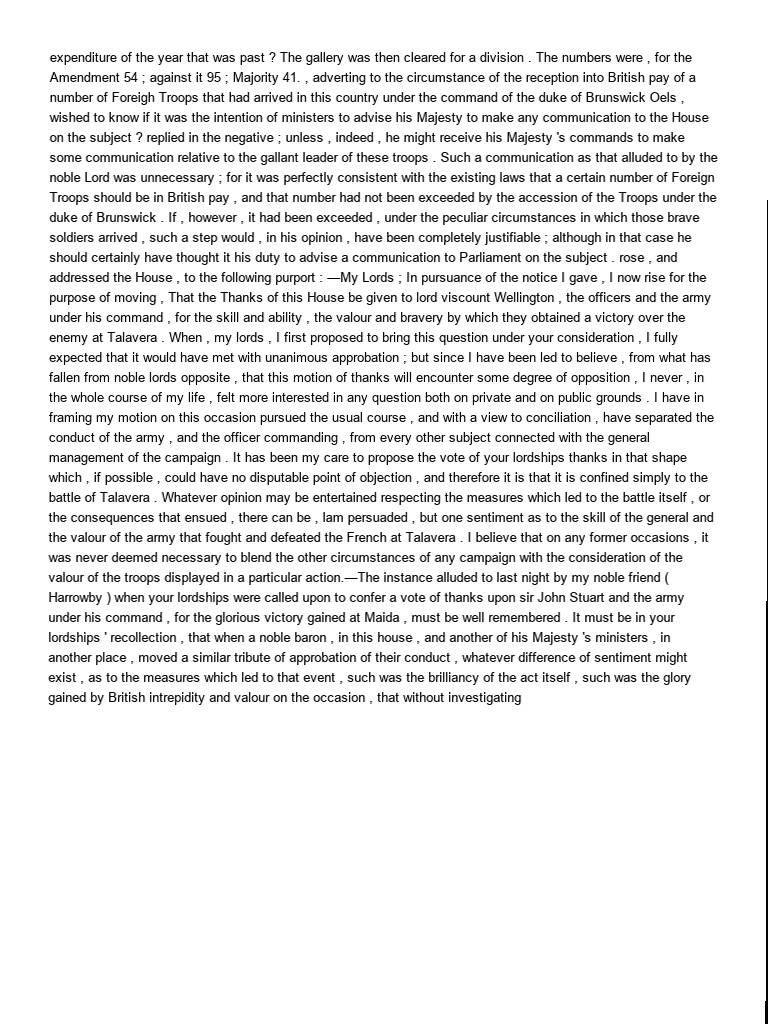 expenditure of the year that was past ? The gallery was then cleared for a division . The numbers were , for the
Amendment 54 ; against it 95 ; Majority 41. , adverting to the circumstance of the reception into British pay of a
number of Foreigh Troops that had arrived in this country under the command of the duke of Brunswick Oels ,
wished to know if it was the intention of ministers to advise his Majesty to make any communication to the House
on the subject ? replied in the negative ; unless , indeed , he might receive his Majesty 's commands to make
some communication relative to the gallant leader of these troops . Such a communication as that alluded to by the
noble Lord was unnecessary ; for it was perfectly consistent with the existing laws that a certain number of Foreign
Troops should be in British pay , and that number had not been exceeded by the accession of the Troops under the
duke of Brunswick . If , however , it had been exceeded , under the peculiar circumstances in which those brave
soldiers arrived , such a step would , in his opinion , have been completely justifiable ; although in that case he
should certainly have thought it his duty to advise a communication to Parliament on the subject . rose , and
addressed the House , to the following purport : —My Lords ; In pursuance of the notice I gave , I now rise for the
purpose of moving , That the Thanks of this House be given to lord viscount Wellington , the officers and the army
under his command , for the skill and ability , the valour and bravery by which they obtained a victory over the
enemy at Talavera . When , my lords , I first proposed to bring this question under your consideration , I fully
expected that it would have met with unanimous approbation ; but since I have been led to believe , from what has
fallen from noble lords opposite , that this motion of thanks will encounter some degree of opposition , I never , in
the whole course of my life , felt more interested in any question both on private and on public grounds . I have in
framing my motion on this occasion pursued the usual course , and with a view to conciliation , have separated the
conduct of the army , and the officer commanding , from every other subject connected with the general
management of the campaign . It has been my care to propose the vote of your lordships thanks in that shape
which , if possible , could have no disputable point of objection , and therefore it is that it is confined simply to the
battle of Talavera . Whatever opinion may be entertained respecting the measures which led to the battle itself , or
the consequences that ensued , there can be , Iam persuaded , but one sentiment as to the skill of the general and
the valour of the army that fought and defeated the French at Talavera . I believe that on any former occasions , it
was never deemed necessary to blend the other circumstances of any campaign with the consideration of the
valour of the troops displayed in a particular action.—The instance alluded to last night by my noble friend (
Harrowby ) when your lordships were called upon to confer a vote of thanks upon sir John Stuart and the army
under his command , for the glorious victory gained at Maida , must be well remembered . It must be in your
lordships ' recollection , that when a noble baron , in this house , and another of his Majesty 's ministers , in
another place , moved a similar tribute of approbation of their conduct , whatever difference of sentiment might
exist , as to the measures which led to that event , such was the brilliancy of the act itself , such was the glory
gained by British intrepidity and valour on the occasion , that without investigating